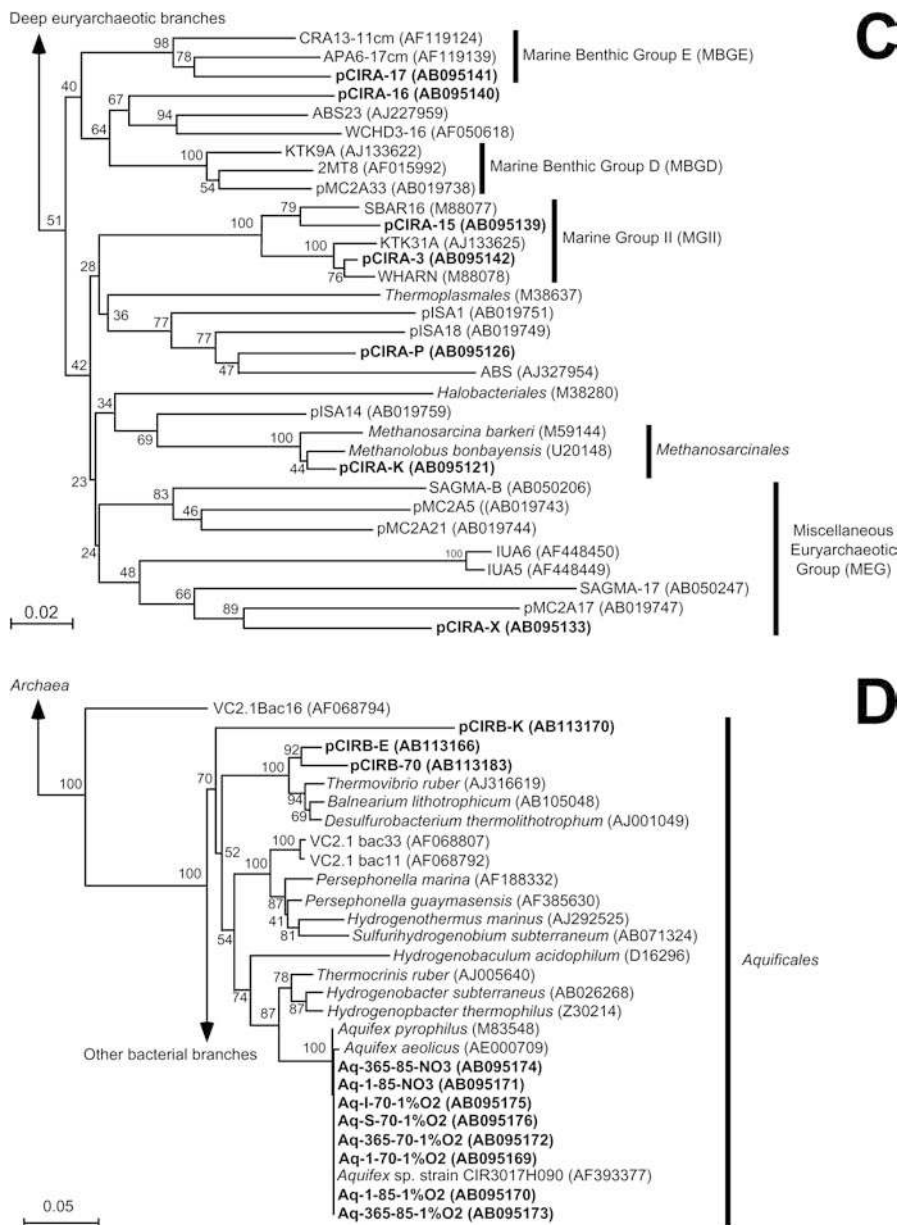 Deep euryarchaeotic branches
C
CRA13-11cm (AF119124)
98
APA6-17cm (AF119139)
Marine Benthic Group E (MBGE)
78
pCIRA-17 (AB095141)
40
67
pCIRA-16 (AB095140)
94
ABS23 (AJ227959)
64
WCHD3-16 (AF050618)
100
KTK9A (AJ133622)
2MT8 (AF015992)
Marine Benthic Group D (MBGD)
54
pMC2A33 (AB019738)
51
79
SBAR16 (M88077)
100
pCIRA-15 (AB095139)
100
KTK31A (AJ133625)
Marine Group II (MGII)
28
pCIRA-3 (AB095142)
76
WHARN (M88078)
Thermoplasmales (M38637)
36
77
pISA1 (AB019751)
77
pISA18 (AB019749)
pCIRA-P (AB095126)
42
47
ABS (AJ327954)
34
Halobacteriales (M38280)
pISA14 (AB019759)
69
100
Methanosarcina barkeri (M59144)
Methanolobus bonbayensis (U20148)
Methanosarcinales
44
pCIRA-K (AB095121)
23
83
SAGMA-B (AB050206)
46
pMC2A5 ((AB019743)
pMC2A21 (AB019744)
24
Miscellaneous
Euryarchaeotic
Group (MEG)
100
IUA6 (AF448450)
48
IUA5 (AF448449)
66
SAGMA-17 (AB050247)
0.02
89
pMC2A17 (AB019747)
pCIRA-X (AB095133)
D
Archaea
VC2.1Bac16 (AF068794)
pCIRB-K (AB113170)
92
pCIRB-E (AB113166)
100
70
100
pCIRB-70 (AB113183)
Thermovibrio ruber (AJ316619)
94
Balnearium lithotrophicum (AB105048)
69
Desulfurobacterium thermolithotrophum (AJ001049)
100
VC2.1 bac33 (AF068807)
52
100
VC2.1 bac11 (AF068792)
100
Persephonella marina (AF188332)
87
Persephonella guaymasensis (AF385630)
41
Hydrogenothermus marinus (AJ292525)
54
81
Sulfurihydrogenobium subterraneum (AB071324)
Hydrogenobaculum acidophilum (D16296)
Aquificales
78
Thermocrinis ruber (AJ005640)
74
Hydrogenobacter subterraneus (AB026268)
87
87
Hydrogenopbacter thermophilus (Z30214)
Aquifex pyrophilus (M83548)
Other bacterial branches
100
Aquifex aeolicus (AE000709)
Aq-365-85-NO3 (AB095174)
Aq-1-85-NO3 (AB095171)
Aq-I-70-1%O2 (AB095175)
Aq-S-70-1%O2 (AB095176)
Aq-365-70-1%O2 (AB095172)
Aq-1-70-1%O2 (AB095169)
Aquifex sp. strain CIR3017H090 (AF393377)
Aq-1-85-1%O2 (AB095170)
0.05
Aq-365-85-1%O2 (AB095173)